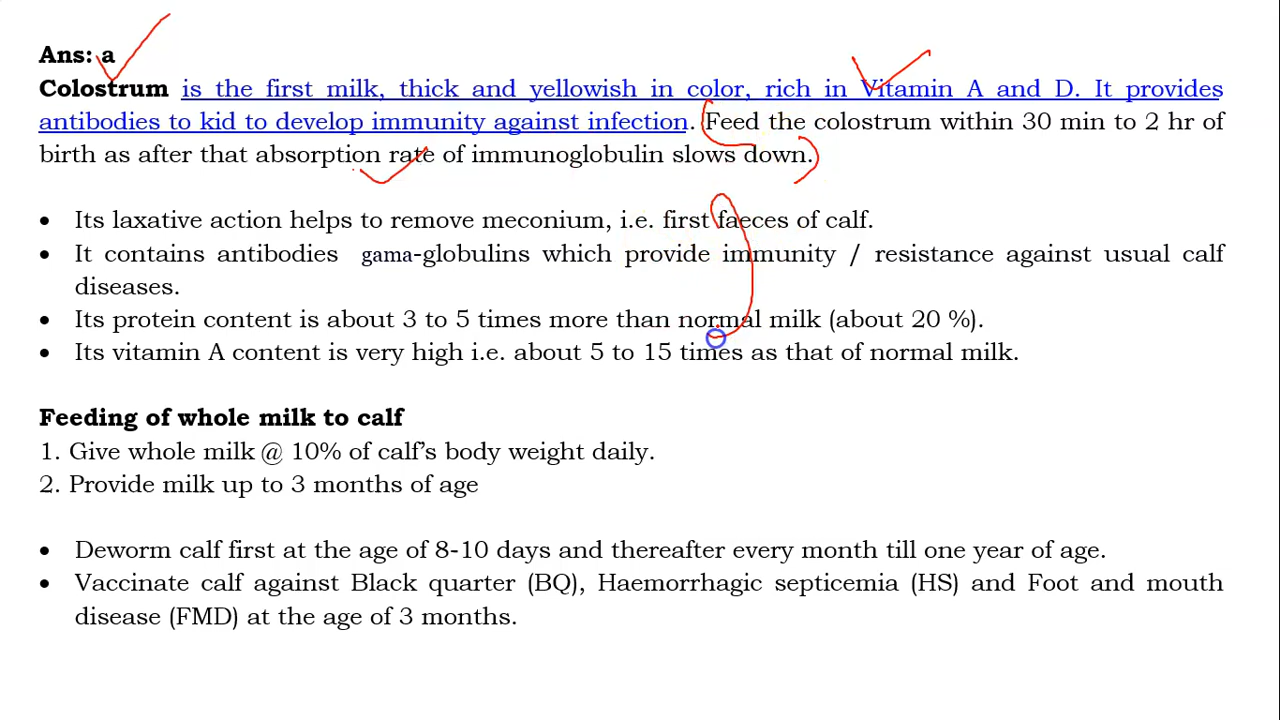 Ans: a
Colostrum is the first milk, thick and yellowish in color, rich in Vitamin A and D. It provides
antibodies to kid to develop immunity against infection. Feed the colostrum within 30 min to 2 hr of
birth as after that absorption rate of immunoglobulin slows down.
• Its laxative action helps to remove meconium, i.e. first faeces of calf.
• It contains antibodies gama-globulins which provide immunity / resistance against usual calf
diseases.
• Its protein content is about 3 to 5 times more than normal milk (about 20 %).
• Its vitamin A content is very high i.e. about 5 to 15 times as that of normal milk.
Feeding of whole milk to calf
1. Give whole milk @ 10% of calf's body weight daily.
2. Provide milk up to 3 months of age
• Deworm calf first at the age of 8-10 days and thereafter every month till one year of age.
• Vaccinate calf against Black quarter (BQ), Haemorrhagic septicemia (HS) and Foot and mouth
disease (FMD) at the age of 3 months.